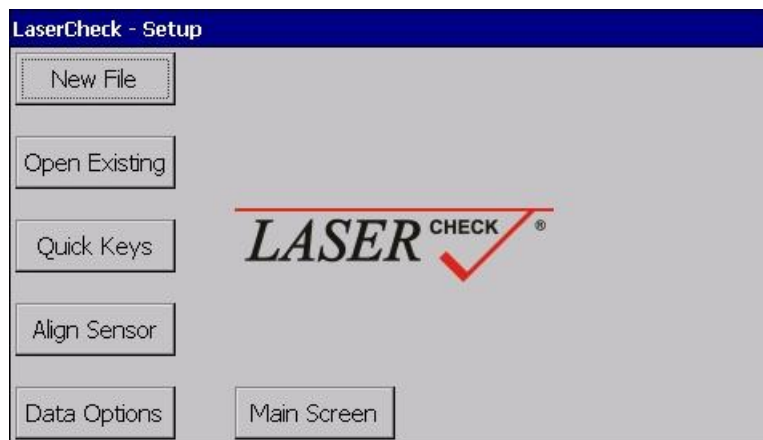 LaserCheck - Setup
New File
Open Existing
Quick Keys
LASER CHECK ®
Align Sensor
Data Options
Main Screen